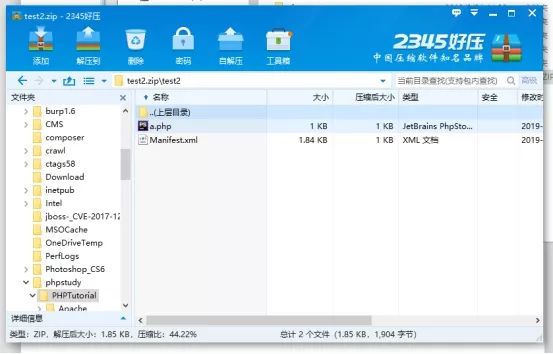 test2.zip - 2345好压
添加 解压到 删除 密码 自解压 工具箱
2345好压
中国压缩软件知名品牌
test2.zip\test2
当前目录查找(支持包内查找)
高级
文件夹
名称 大小 压缩后大小 类型 安全 修改时
burp1.6
CMS
composer
crawl
ctags58
Download
inetpub
Intel
jboss-_CVE-2017-12
MSOCache
OneDriveTemp
PerfLogs
Photoshop_CS6
phpstudy
PHPTutorial
Apache
..(上层目录)
a.php 1 KB 1 KB JetBrains PhpSto... 2019-
Manifest.xml 1.84 KB 1 KB XML 文档 2019-
详细信息
类型：ZIP，解压后大小：1.85 KB，压缩比：44.22%
总计 2 个文件（1.85 KB，1,904 字节）